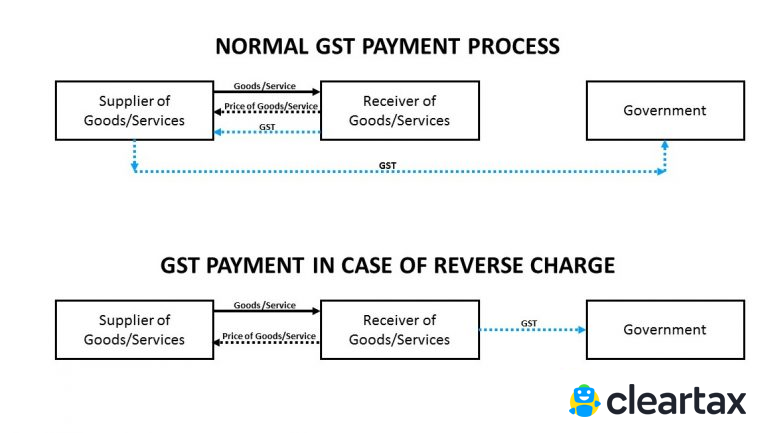 NORMAL GST PAYMENT PROCESS
Supplier of
Goods/Services
Goods/Service
Price of Goods/Service
GST
Receiver of
Goods/Services
Government
GST
GST PAYMENT IN CASE OF REVERSE CHARGE
Supplier of
Goods/Services
Goods/Service
Price of Goods/Service
Receiver of
Goods/Services
GST
Government
cleartax